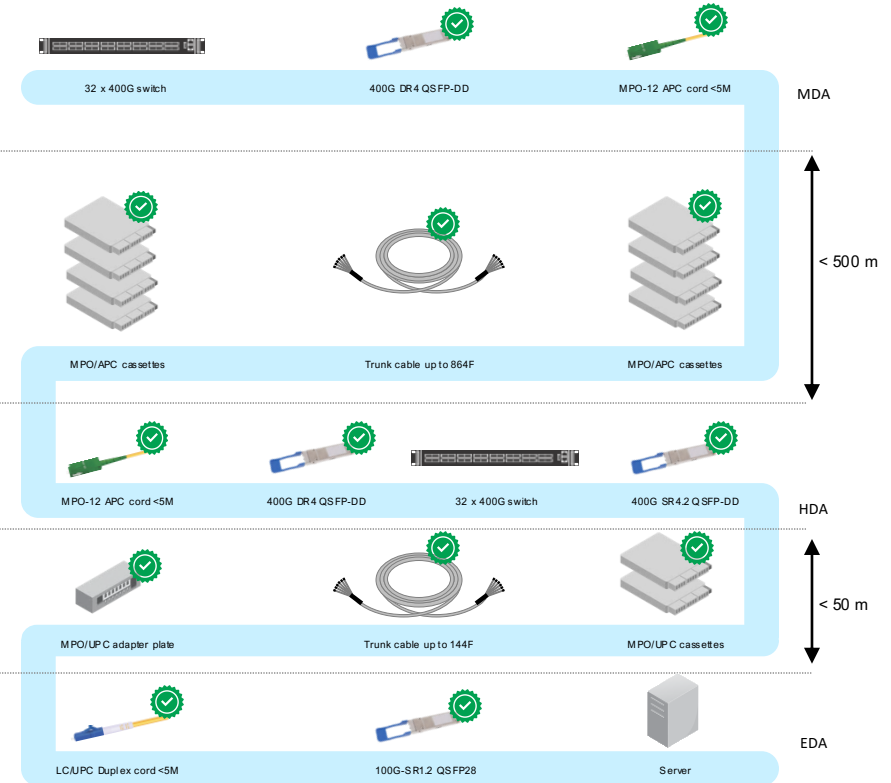 32 x 400G switch
400G DR4 QSFP-DD
MPO-12 APC cord <5M
MDA
< 500 m
MPO/APC cassettes
Trunk cable up to 864F
MPO/APC cassettes
MPO-12 APC cord <5M
400G DR4 QSFP-DD
32 x 400G switch
400G SR4.2 QSFP-DD
HDA
< 50 m
MPO/UPC adapter plate
Trunk cable up to 144F
MPO/UPC cassettes
EDA
LC/UPC Duplex cord <5M
100G-SR1.2 QSFP28
Server